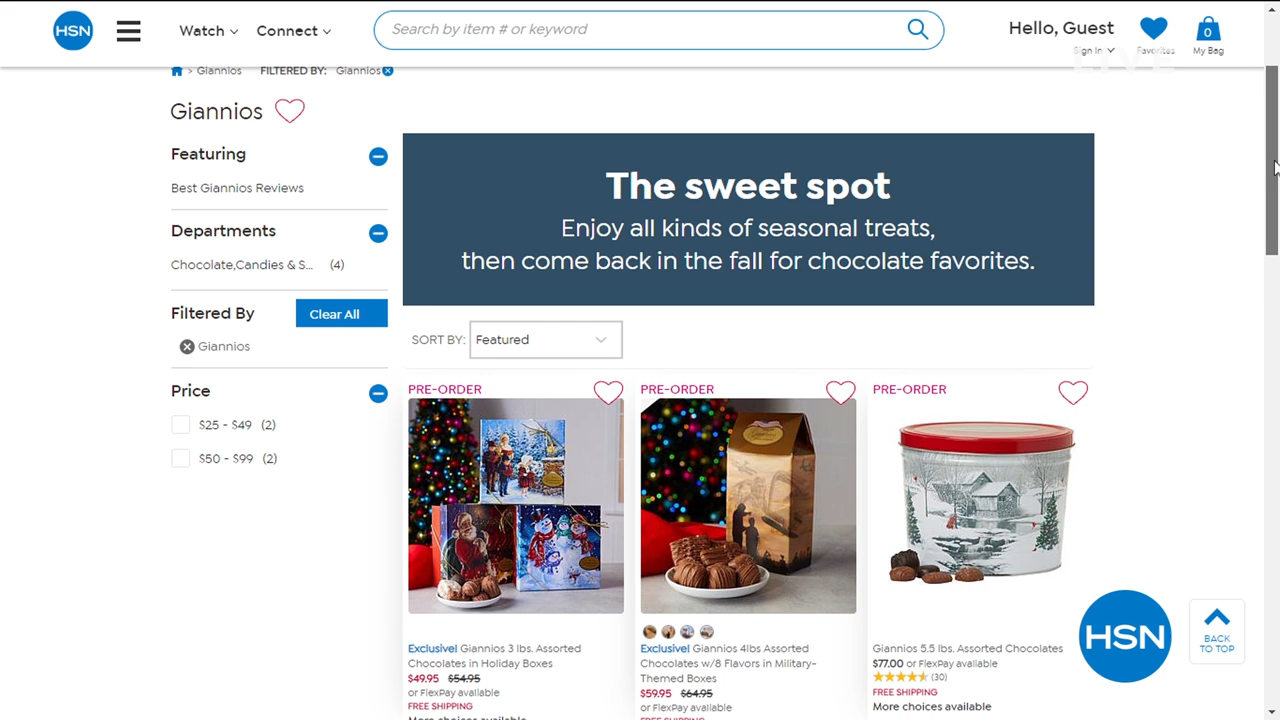 HSN
Watch
Connect
Search by item # or keyword
Hello, Guest
Sign In
Favorites
0
My Bag
LIVE
> Giannios
FILTERED BY: Giannios
Giannios
Featuring
Best Giannios Reviews
Departments
Chocolate,Candies & S... (4)
Filtered By
Clear All
Giannios
Price
$25 - $49 (2)
$50 - $99 (2)
The sweet spot
Enjoy all kinds of seasonal treats,
then come back in the fall for chocolate favorites.
SORT BY: Featured
PRE-ORDER
Exclusive! Giannios 3 lbs. Assorted
Chocolates in Holiday Boxes
$49.95 $54.95
or FlexPay available
FREE SHIPPING
More choices available
PRE-ORDER
Exclusive! Giannios 4lbs Assorted
Chocolates w/8 Flavors in Military-
Themed Boxes
$59.95 $64.95
or FlexPay available
FREE SHIPPING
PRE-ORDER
Giannios 5.5 lbs. Assorted Chocolates
$77.00 or FlexPay available
(30)
FREE SHIPPING
More choices available
HSN
BACK
TO TOP